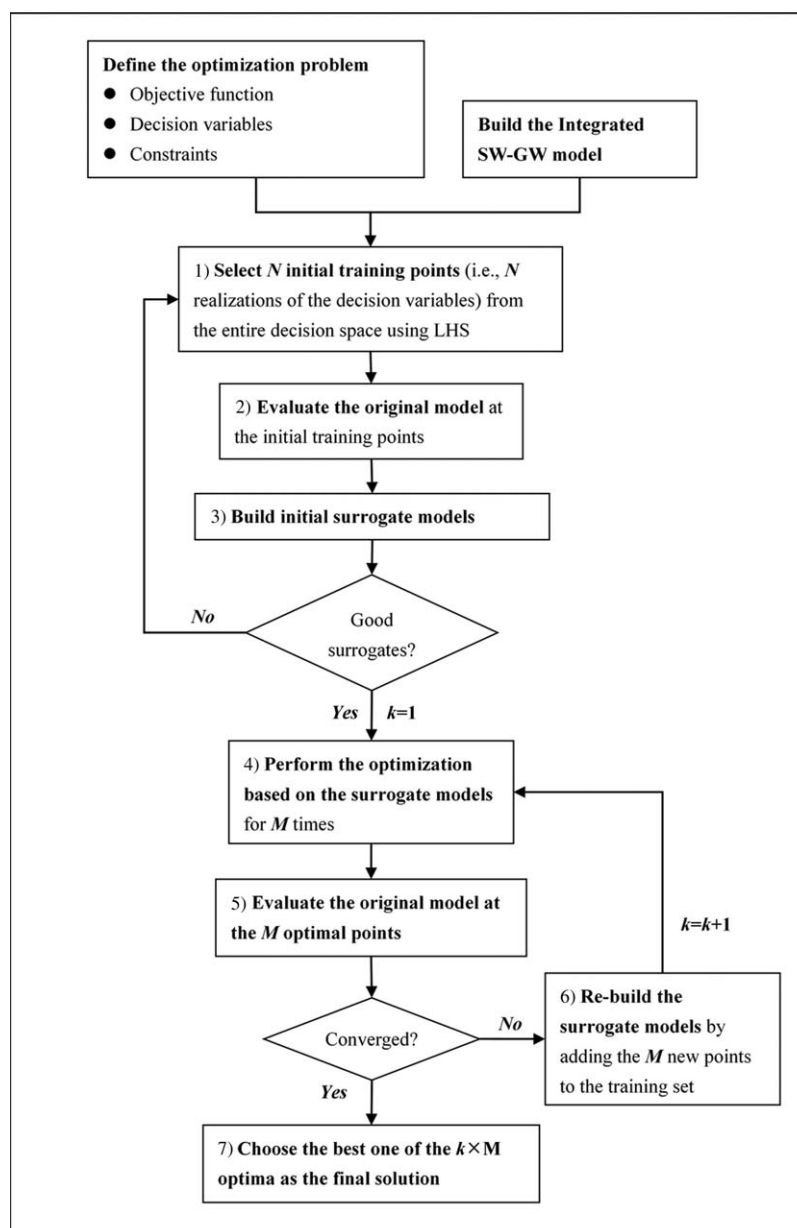 Define the optimization problem
● Objective function
● Decision variables
● Constraints
Build the Integrated
SW-GW model
1) Select N initial training points (i.e., N
realizations of the decision variables) from
the entire decision space using LHS
2) Evaluate the original model at
the initial training points
3) Build initial surrogate models
No
Good
surrogates?
Yes k=1
4) Perform the optimization
based on the surrogate models
for M times
5) Evaluate the original model at
the M optimal points
k=k+1
Converged?
No
6) Re-build the
surrogate models by
adding the M new points
to the training set
Yes
7) Choose the best one of the k×M
optima as the final solution